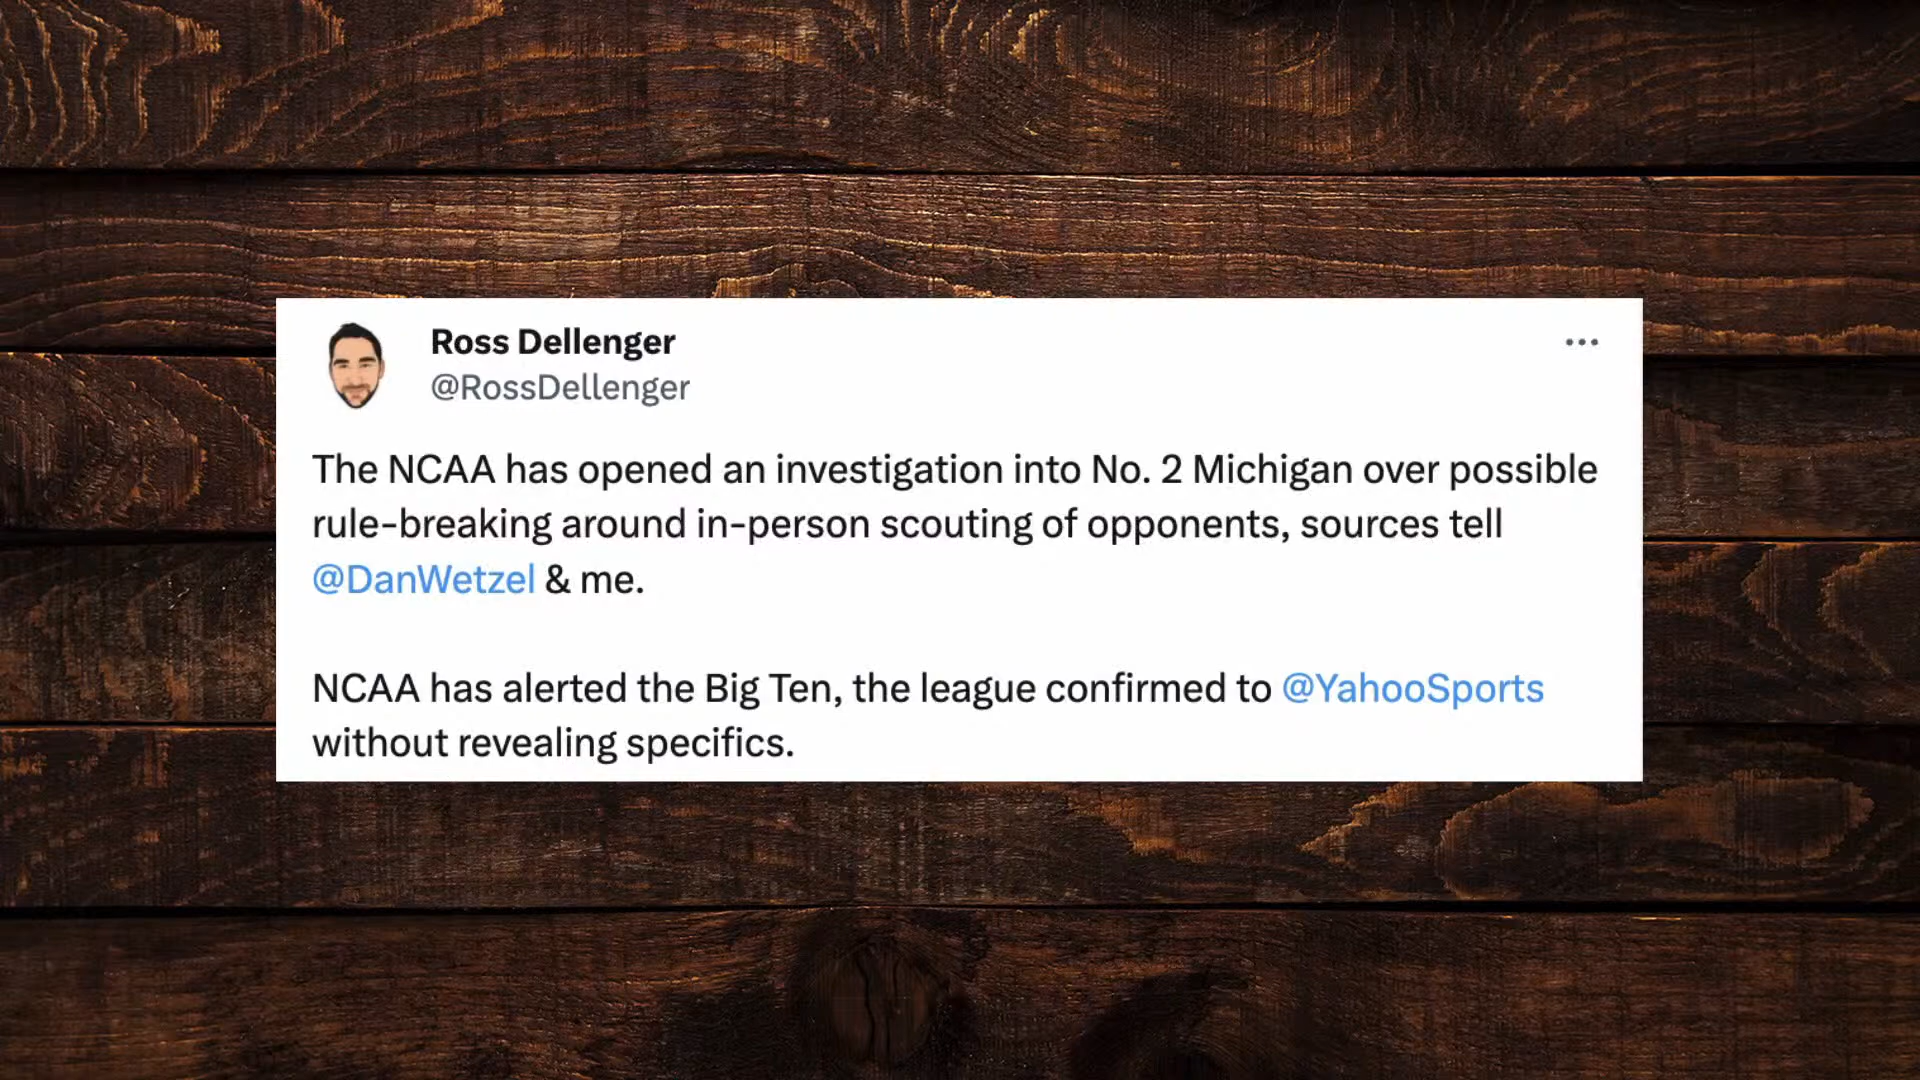 Ross Dellenger
@RossDellenger
The NCAA has opened an investigation into No. 2 Michigan over possible
rule-breaking around in-person scouting of opponents, sources tell
@DanWetzel & me.
NCAA has alerted the Big Ten, the league confirmed to @YahooSports
without revealing specifics.